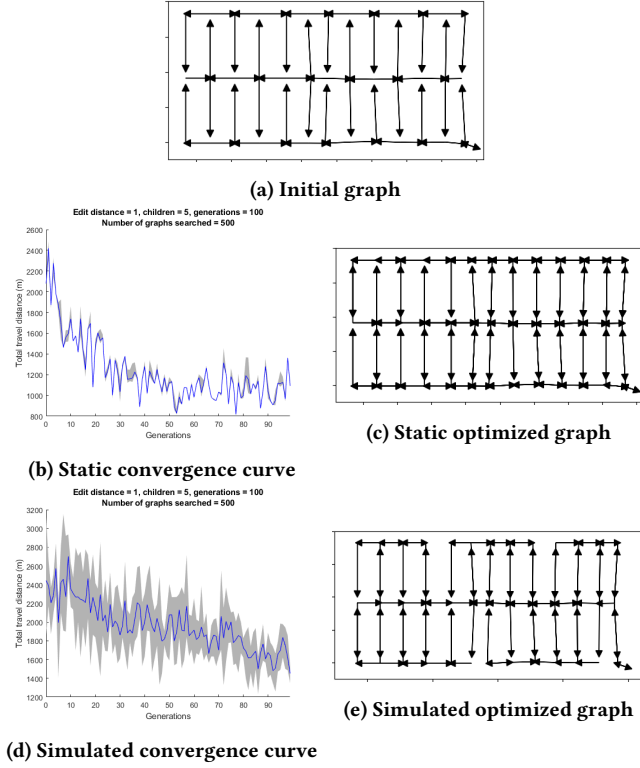 (a) Initial graph
Edit distance = 1, children = 5, generations = 100
Number of graphs searched = 500
2600
2400
2200
2000
1800
1600
1400
1200
1000
800
Total travel distance (m)
0 10 20 30 40 50 60 70 80 90
Generations
(b) Static convergence curve
(c) Static optimized graph
Edit distance = 1, children = 5, generations = 100
Number of graphs searched = 500
3200
3000
2800
2600
2400
2200
2000
1800
1600
1400
1200
Total travel distance (m)
0 10 20 30 40 50 60 70 80 90
Generations
(d) Simulated convergence curve
(e) Simulated optimized graph